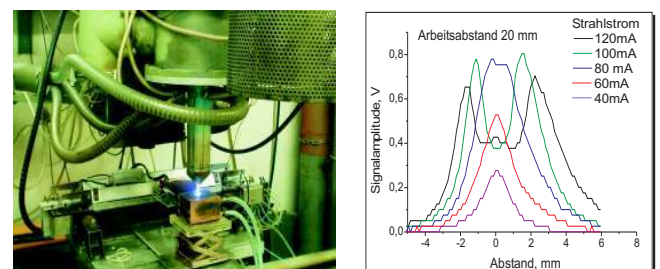 Arbeitsabstand 20 mm
Strahlstrom
120mA
100mA
80 mA
60mA
40mA
Signalamplitude, V
0,8
0,6
0,4
0,2
0,0
-4 -2 0 2 4 6 8
Abstand, mm